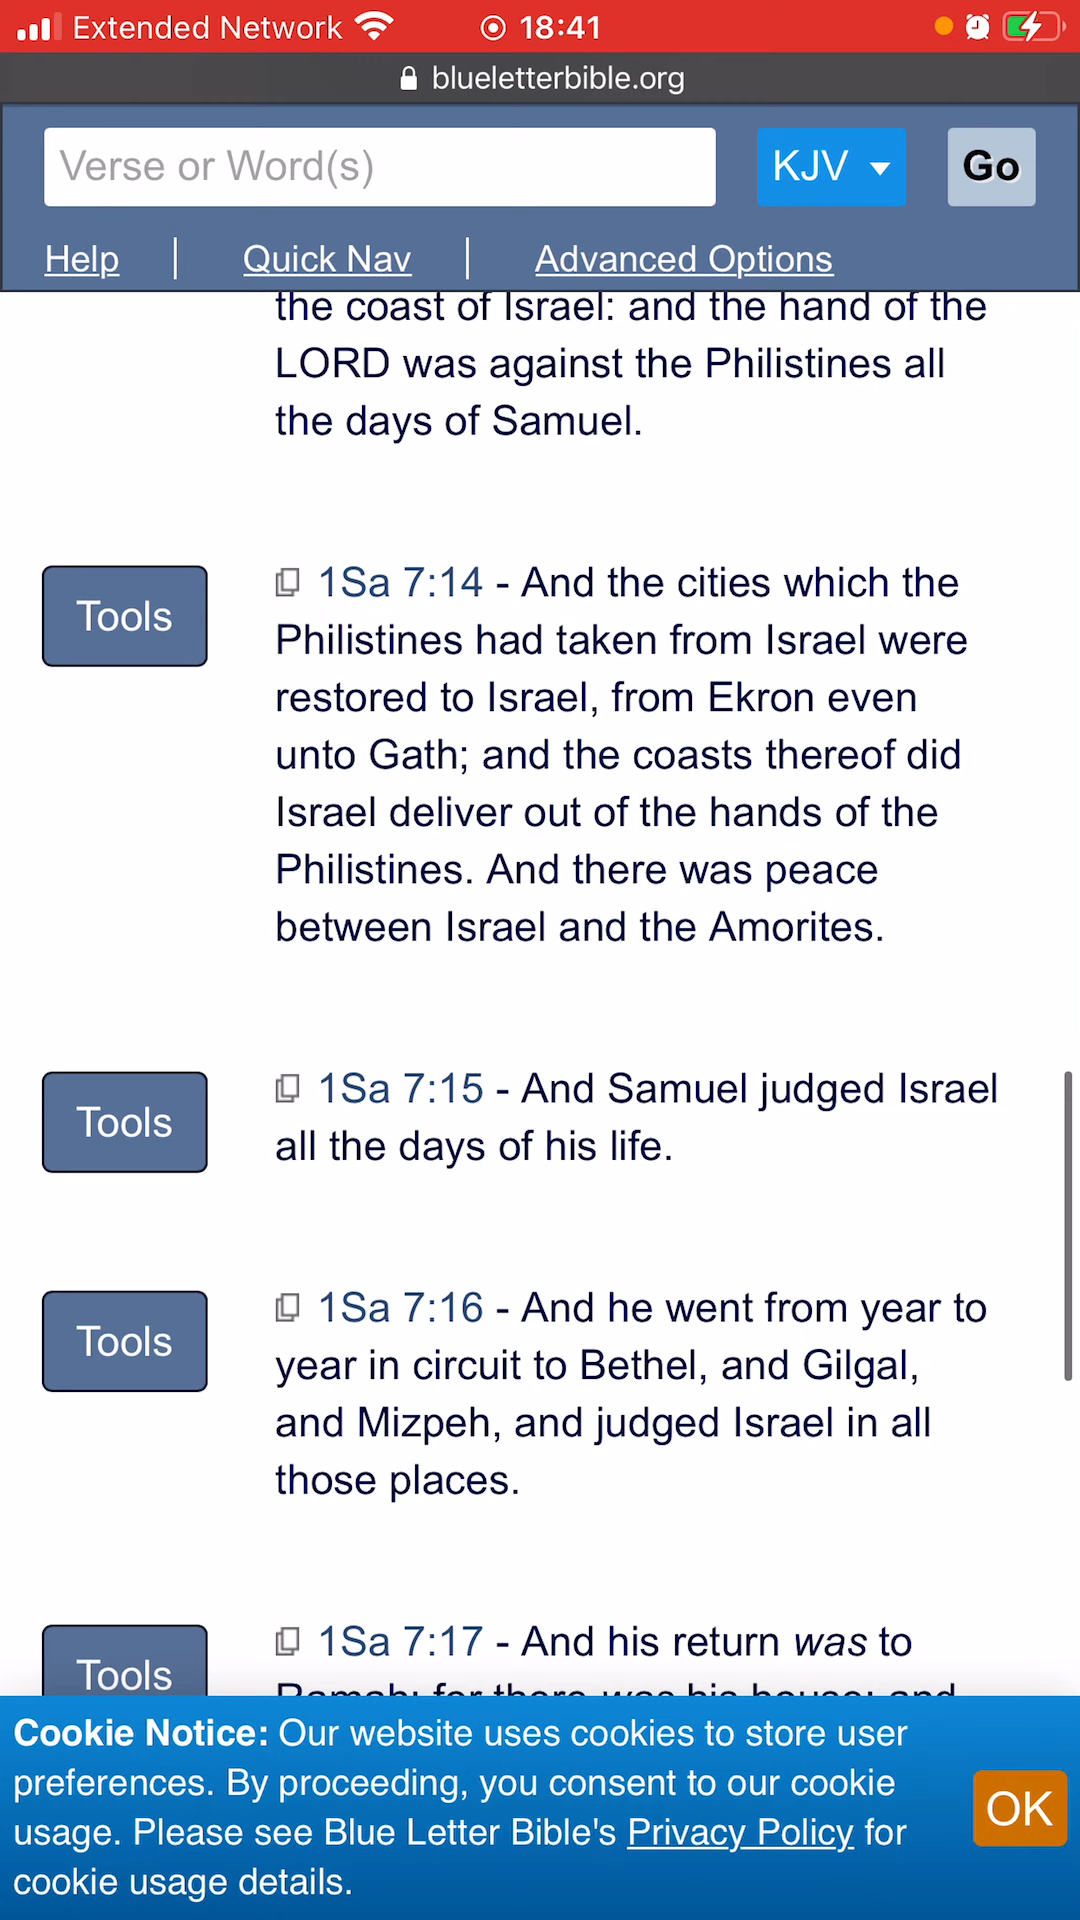 Extended Network 18:41
blueletterbible.org
Verse or Word(s) KJV Go
Help | Quick Nav | Advanced Options
the coast of Israel: and the hand of the
LORD was against the Philistines all
the days of Samuel.
Tools
1Sa 7:14 - And the cities which the
Philistines had taken from Israel were
restored to Israel, from Ekron even
unto Gath; and the coasts thereof did
Israel deliver out of the hands of the
Philistines. And there was peace
between Israel and the Amorites.
Tools
1Sa 7:15 - And Samuel judged Israel
all the days of his life.
Tools
1Sa 7:16 - And he went from year to
year in circuit to Bethel, and Gilgal,
and Mizpeh, and judged Israel in all
those places.
Tools
1Sa 7:17 - And his return was to
Ramah; for there was his house; and
Cookie Notice: Our website uses cookies to store user
preferences. By proceeding, you consent to our cookie
usage. Please see Blue Letter Bible's Privacy Policy for
cookie usage details.
OK